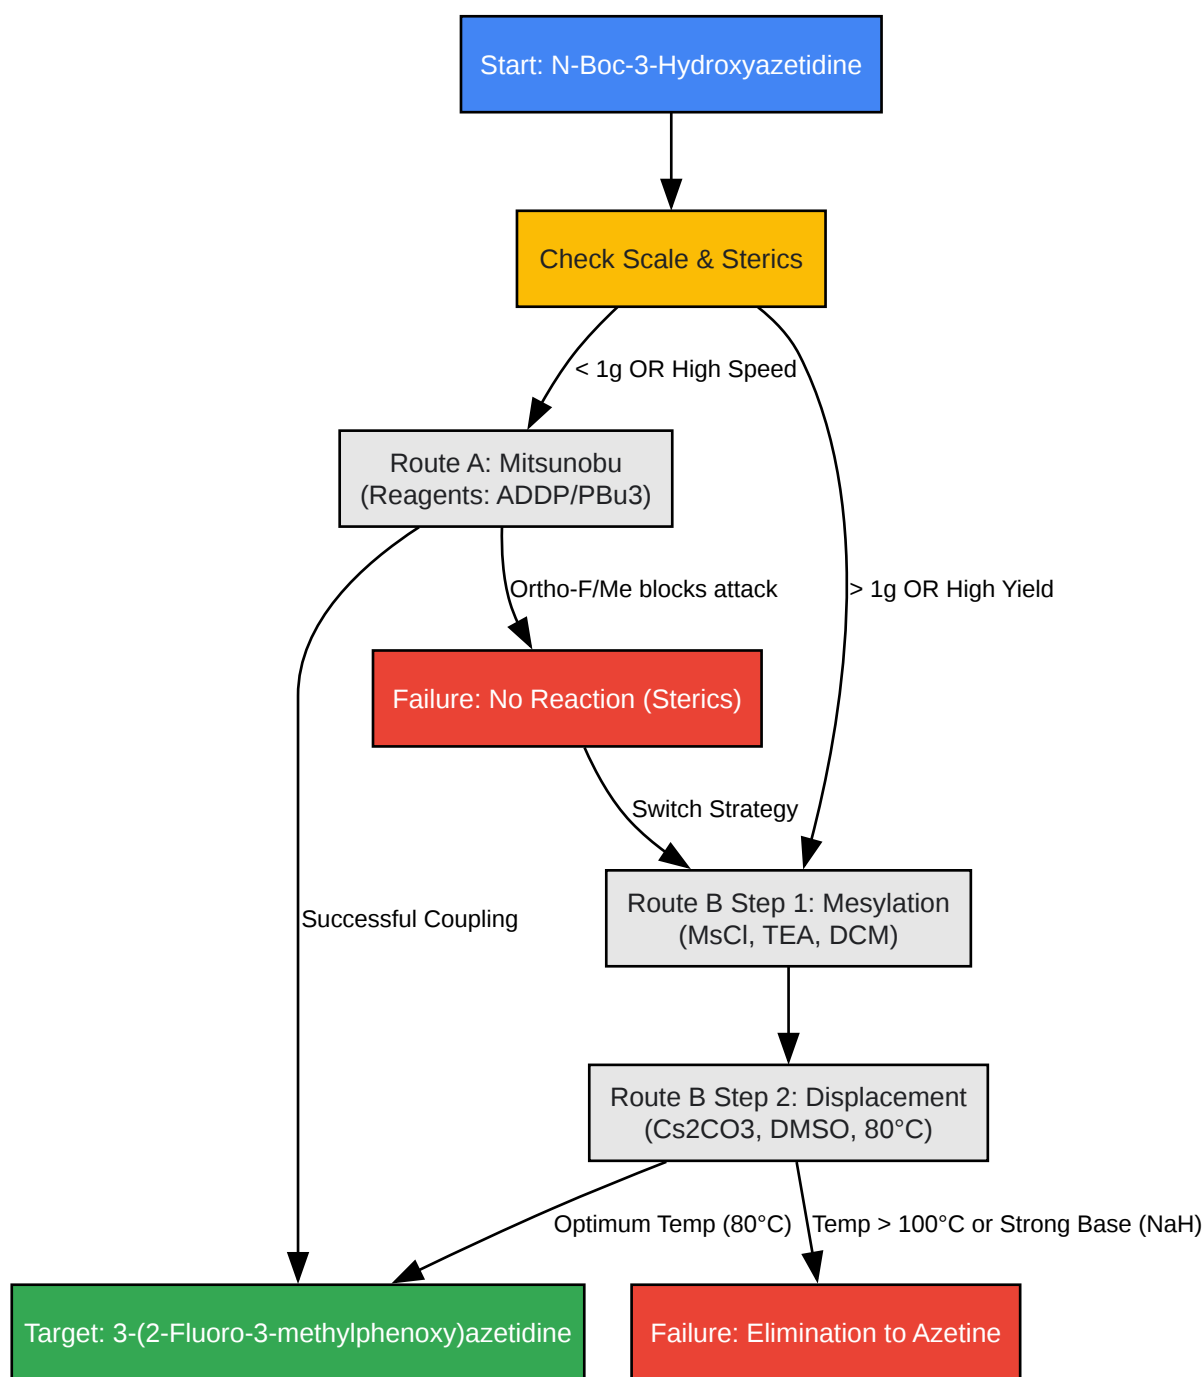 Start: N-Boc-3-Hydroxyazetidine
Check Scale & Sterics
< 1g OR High Speed
Route A: Mitsunobu
(Reagents: ADDP/PBu3)
Ortho-F/Me blocks attack
> 1g OR High Yield
Failure: No Reaction (Sterics)
Switch Strategy
Route B Step 1: Mesylation
(MsCl, TEA, DCM)
Successful Coupling
Route B Step 2: Displacement
(Cs2CO3, DMSO, 80°C)
Optimum Temp (80°C)
Temp > 100°C or Strong Base (NaH)
Target: 3-(2-Fluoro-3-methylphenoxy)azetidine
Failure: Elimination to Azetine